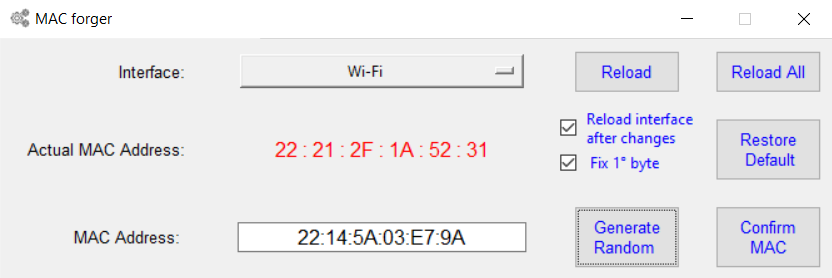 MAC forger
Interface:
Wi-Fi
Reload
Reload All
Actual MAC Address:
22 : 21 : 2F : 1A : 52 : 31
Reload interface
after changes
Fix 1° byte
Restore
Default
MAC Address:
22:14:5A:03:E7:9A
Generate
Random
Confirm
MAC